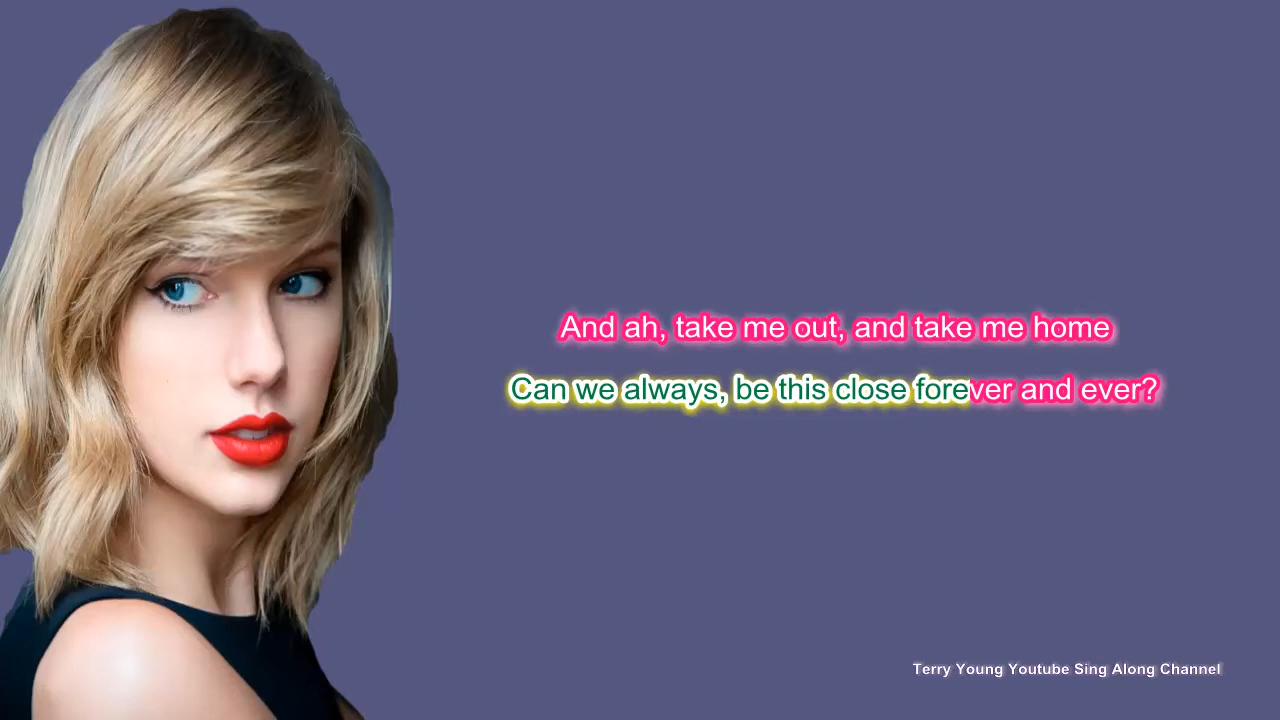 And ah, take me out, and take me home
Can we always, be this close forever and ever?
Terry Young Youtube Sing Along Channel